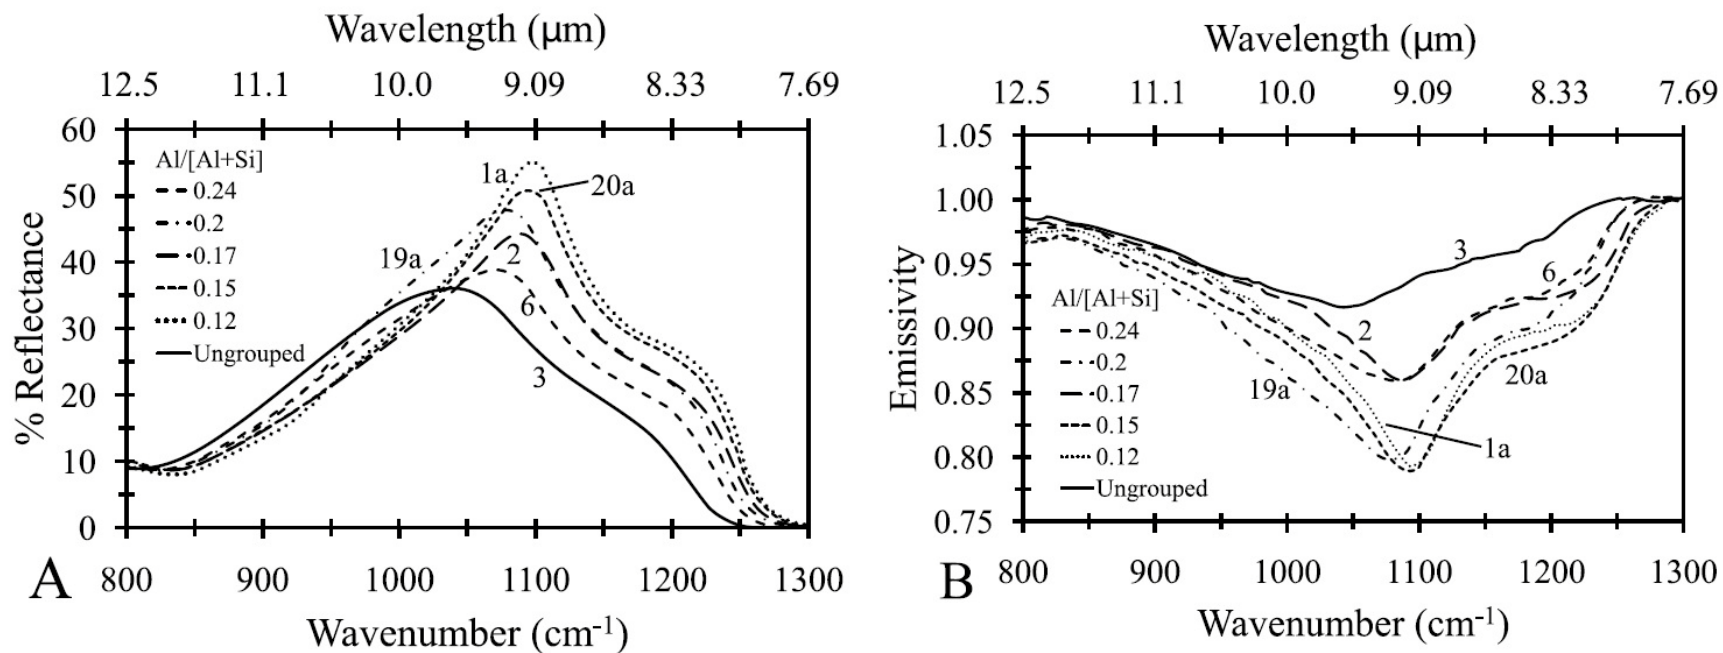 Wavelength (µm)
12.5 11.1 10.0 9.09 8.33 7.69
60
50
40
30
20
10
0
% Reflectance
Al/[Al+Si]
0.24
0.2
0.17
0.15
0.12
Ungrouped
1a
20a
19a
2
6
3
800 900 1000 1100 1200 1300
A
Wavenumber (cm-1)
Wavelength (µm)
12.5 11.1 10.0 9.09 8.33 7.69
1.05
1.00
0.95
0.90
0.85
0.80
0.75
Emissivity
3
6
2
Al/[Al+Si]
0.24
0.2
0.17
0.15
0.12
Ungrouped
19a
20a
1a
800 900 1000 1100 1200 1300
B
Wavenumber (cm-1)